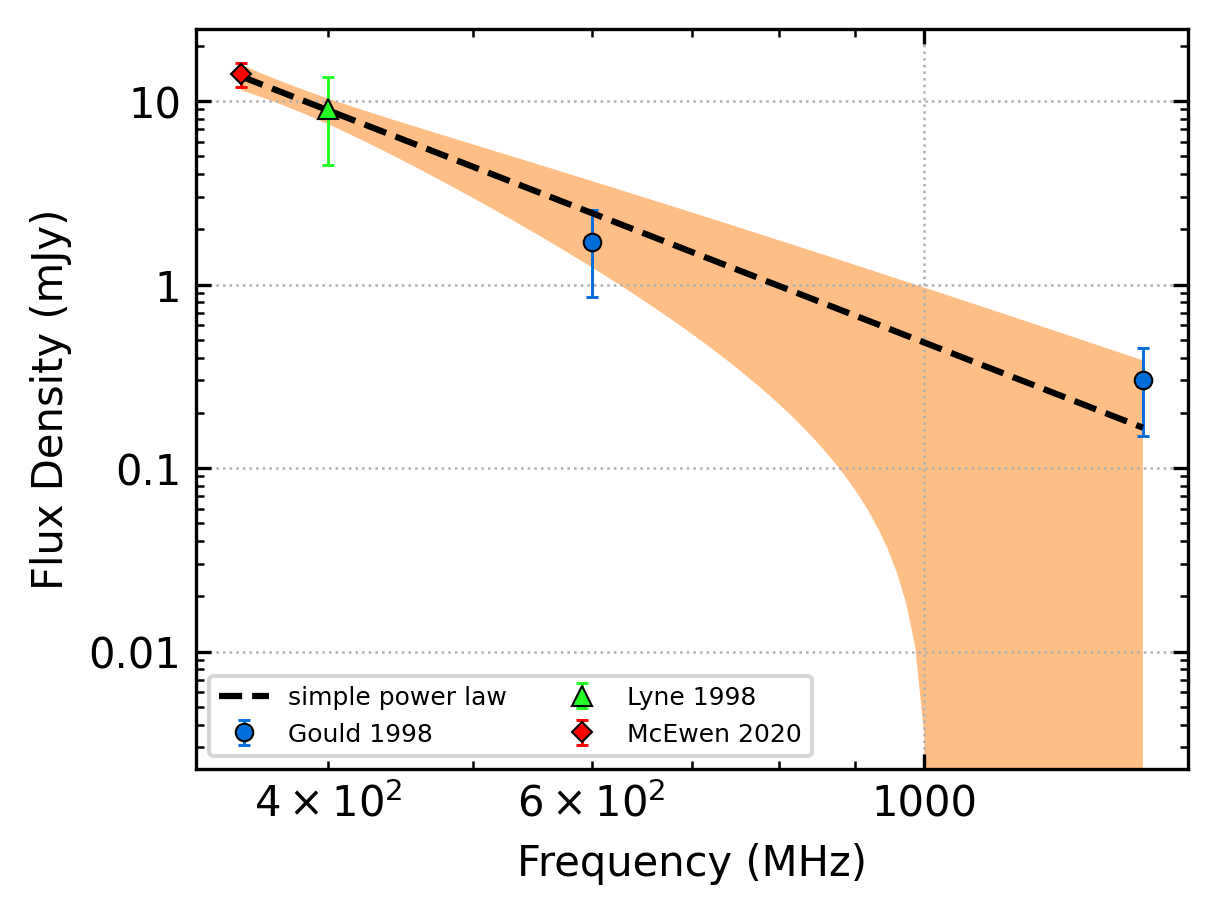 10
1
0.1
0.01
Flux Density (mJy)
simple power law
Gould 1998
Lyne 1998
McEwen 2020
4 × 10²
6 × 10²
1000
Frequency (MHz)